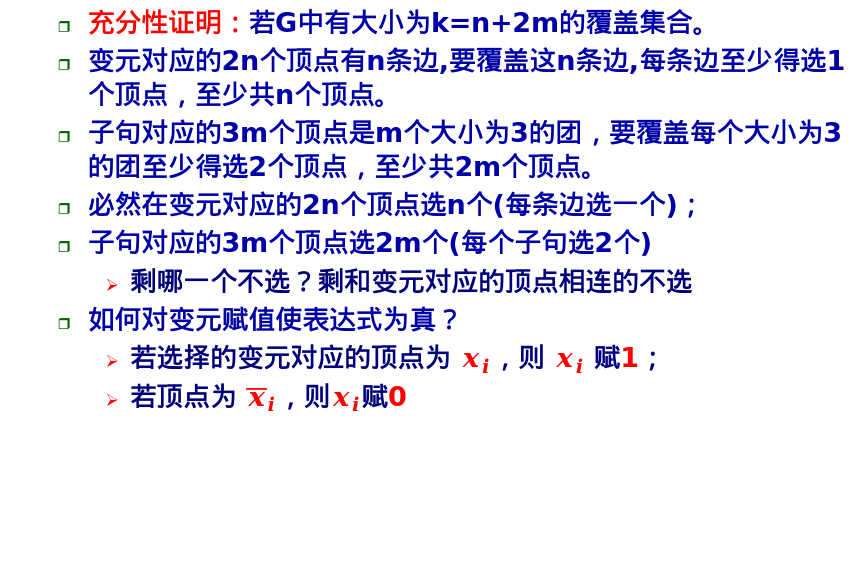 充分性证明：若G中有大小为k=n+2m的覆盖集合。
变元对应的2n个顶点有n条边,要覆盖这n条边,每条边至少得选1
个顶点，至少共n个顶点。
子句对应的3m个顶点是m个大小为3的团，要覆盖每个大小为3
的团至少得选2个顶点，至少共2m个顶点。
必然在变元对应的2n个顶点选n个(每条边选一个)；
子句对应的3m个顶点选2m个(每个子句选2个)
剩哪一个不选？剩和变元对应的顶点相连的不选
如何对变元赋值使表达式为真？
若选择的变元对应的顶点为 xᵢ，则 xᵢ 赋1；
若顶点为 x̅ᵢ，则xᵢ赋0